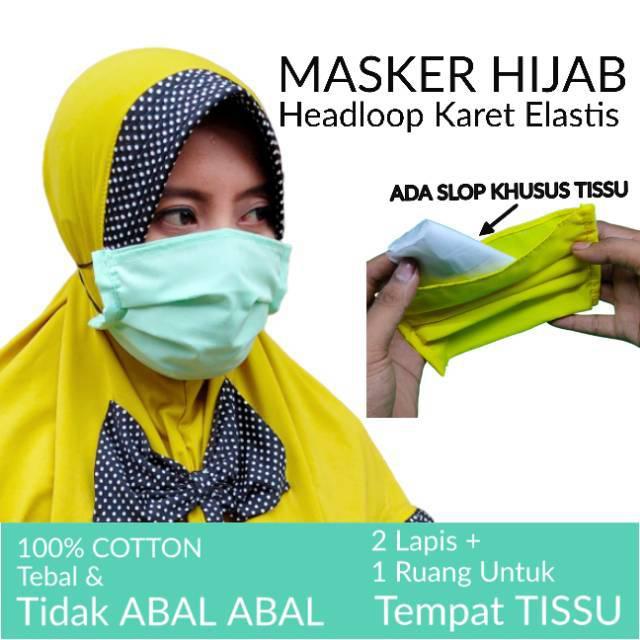 MASKER HIJAB
Headloop Karet Elastis
ADA SLOP KHUSUS TISSU
100% COTTON
Tebal &
Tidak ABAL ABAL
2 Lapis +
1 Ruang Untuk
Tempat TISSU